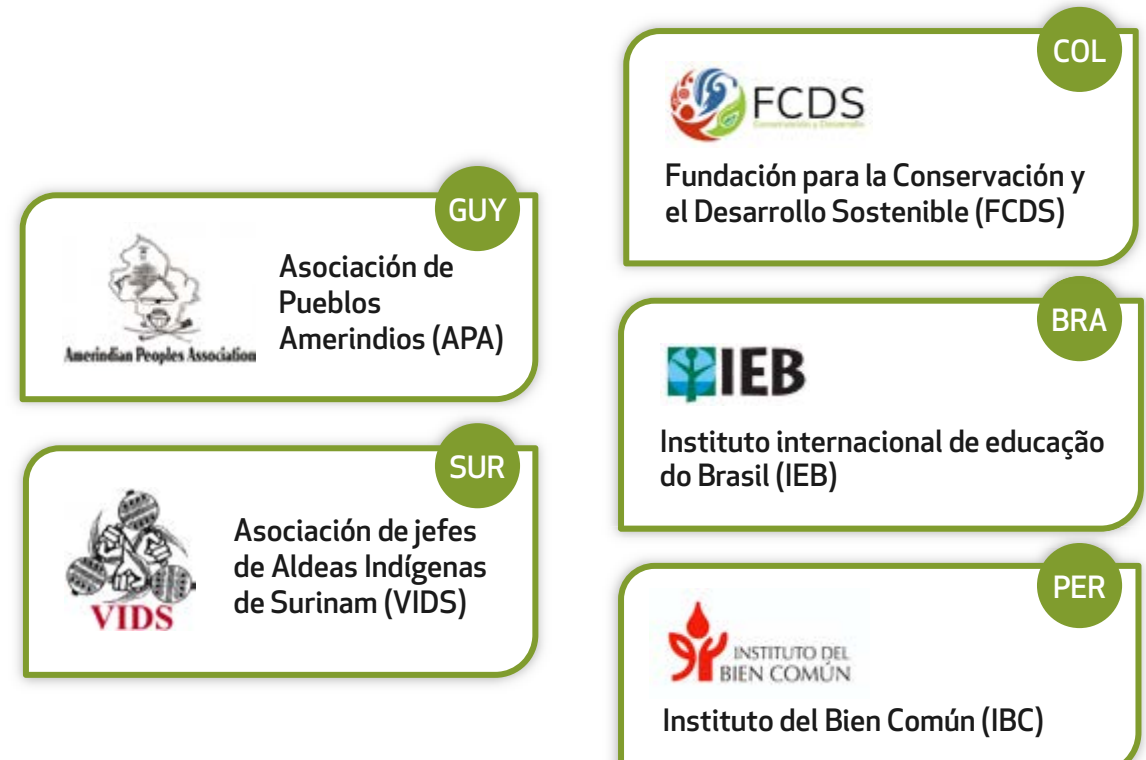 GUY
Amerindian Peoples Association
Asociación de
Pueblos
Amerindios (APA)
SUR
VIDS
Asociación de jefes
de Aldeas Indígenas
de Surinam (VIDS)
COL
FCDS
Conservación y Desarrollo
Fundación para la Conservación y
el Desarrollo Sostenible (FCDS)
BRA
IEB
Instituto internacional de educação
do Brasil (IEB)
PER
INSTITUTO DEL
BIEN COMÚN
Instituto del Bien Común (IBC)